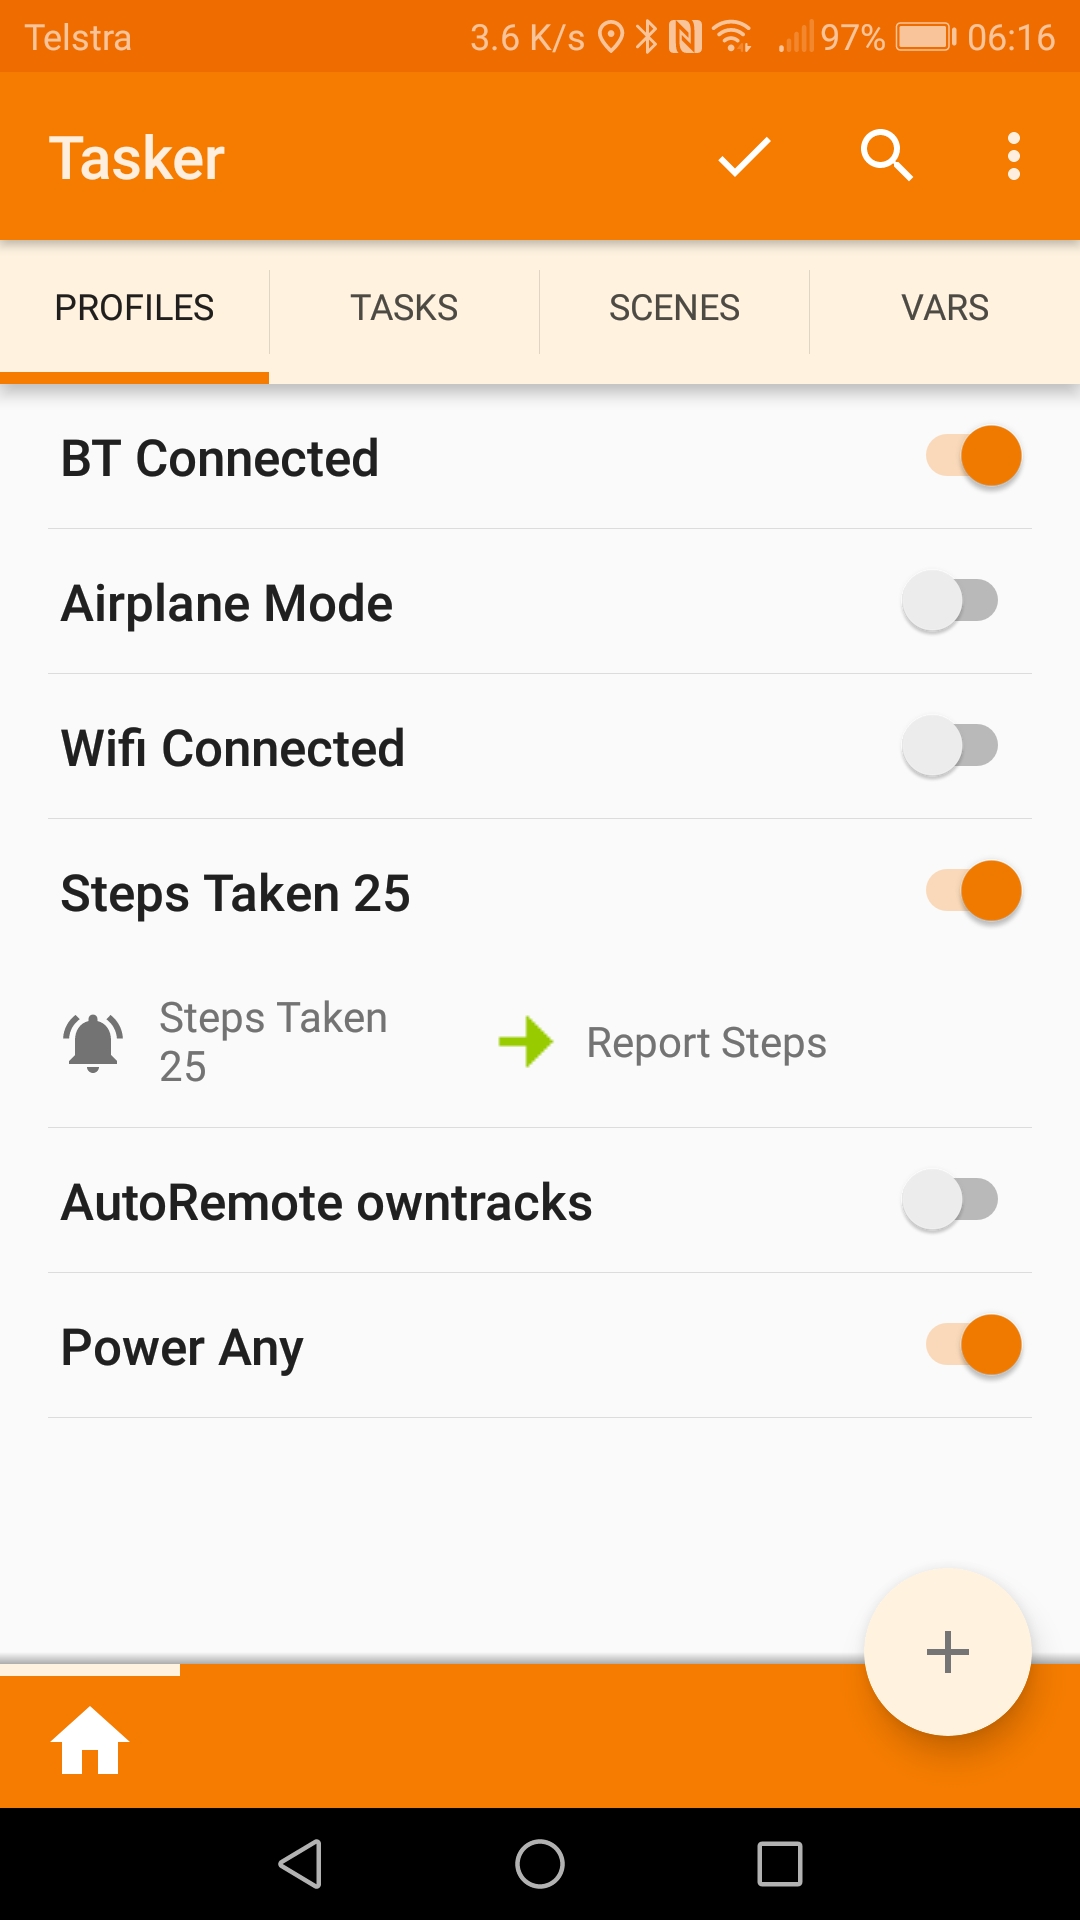 Telstra 3.6 K/s 97% 06:16
Tasker
PROFILES TASKS SCENES VARS
BT Connected
Airplane Mode
Wifi Connected
Steps Taken 25
Steps Taken
25
Report Steps
AutoRemote owntracks
Power Any